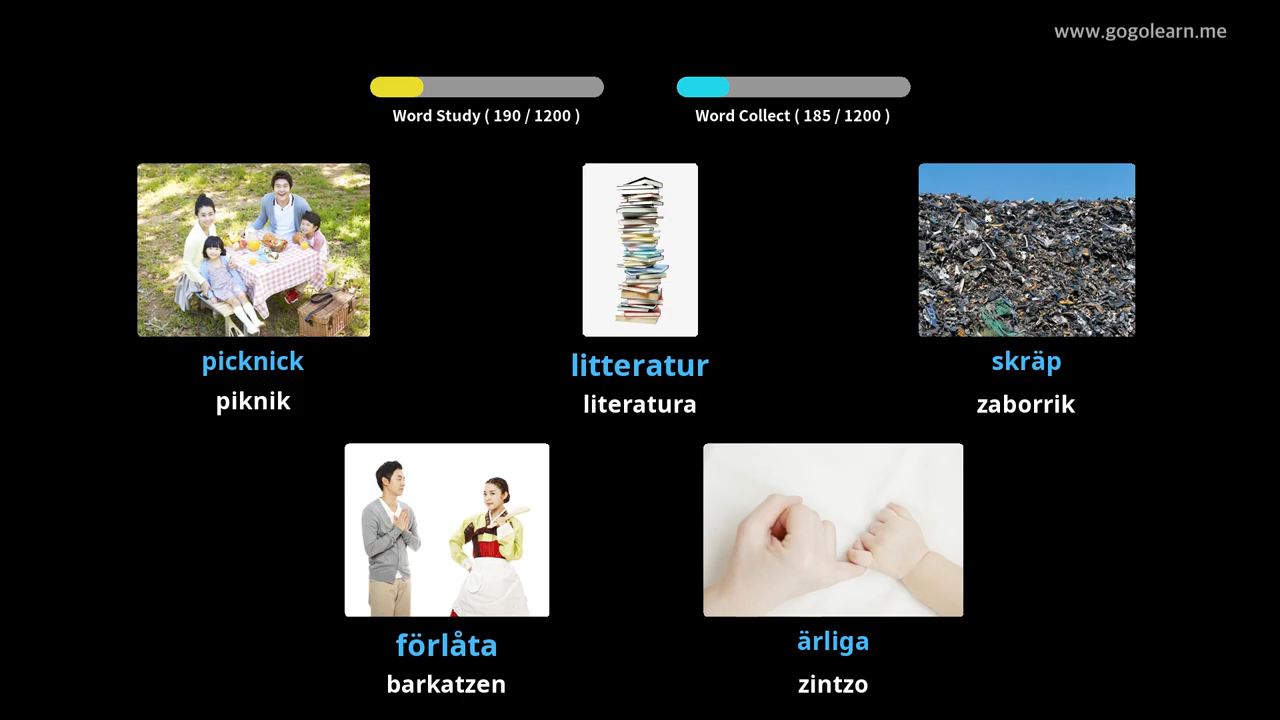 www.gogolearn.me
Word Study ( 190 / 1200 )
Word Collect ( 185 / 1200 )
picknick
piknik
litteratur
literatura
skräp
zaborrik
förlåta
barkatzen
ärliga
zintzo